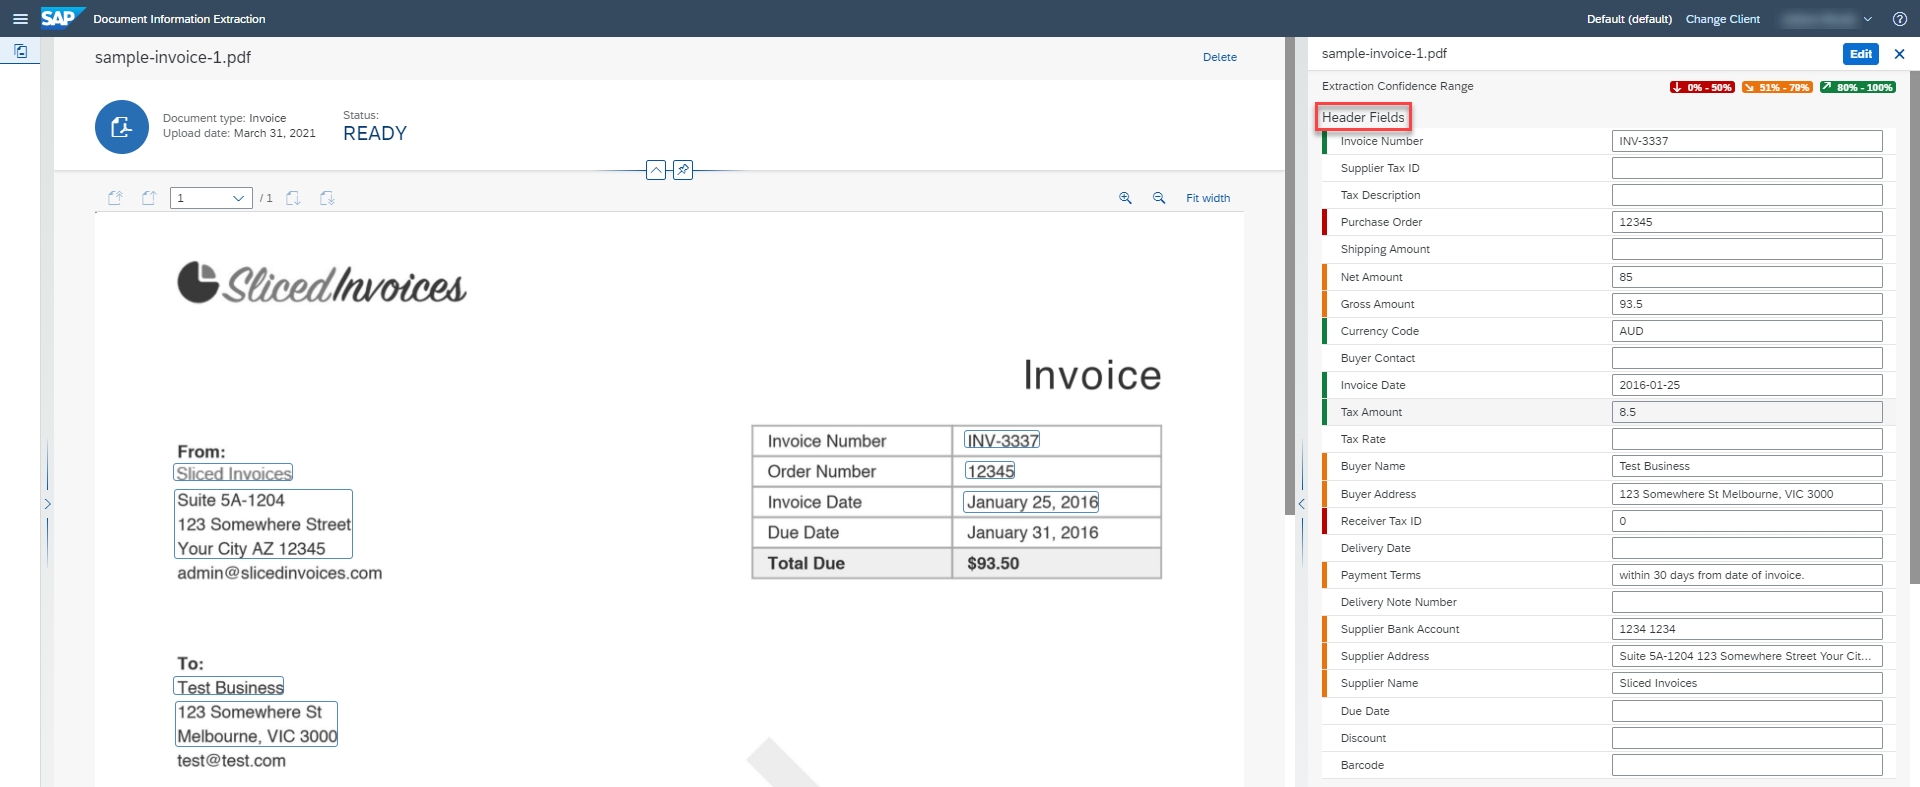 SAP Document Information Extraction
Default (default) Change Client
sample-invoice-1.pdf
Delete
Document type: Invoice
Upload date: March 31, 2021
Status:
READY
1 / 1
Fit width
SlicedInvoices
Invoice
Invoice Number INV-3337
Order Number 12345
Invoice Date January 25, 2016
Due Date January 31, 2016
Total Due $93.50
From:
Sliced Invoices
Suite 5A-1204
123 Somewhere Street
Your City AZ 12345
admin@slicedinvoices.com
To:
Test Business
123 Somewhere St
Melbourne, VIC 3000
test@test.com
sample-invoice-1.pdf
Edit
Extraction Confidence Range
0% - 50% 51% - 79% 80% - 100%
Header Fields
Invoice Number INV-3337
Supplier Tax ID
Tax Description
Purchase Order 12345
Shipping Amount
Net Amount 85
Gross Amount 93.5
Currency Code AUD
Buyer Contact
Invoice Date 2016-01-25
Tax Amount 8.5
Tax Rate
Buyer Name Test Business
Buyer Address 123 Somewhere St Melbourne, VIC 3000
Receiver Tax ID 0
Delivery Date
Payment Terms within 30 days from date of invoice.
Delivery Note Number
Supplier Bank Account 1234 1234
Supplier Address Suite 5A-1204 123 Somewhere Street Your Cit...
Supplier Name Sliced Invoices
Due Date
Discount
Barcode